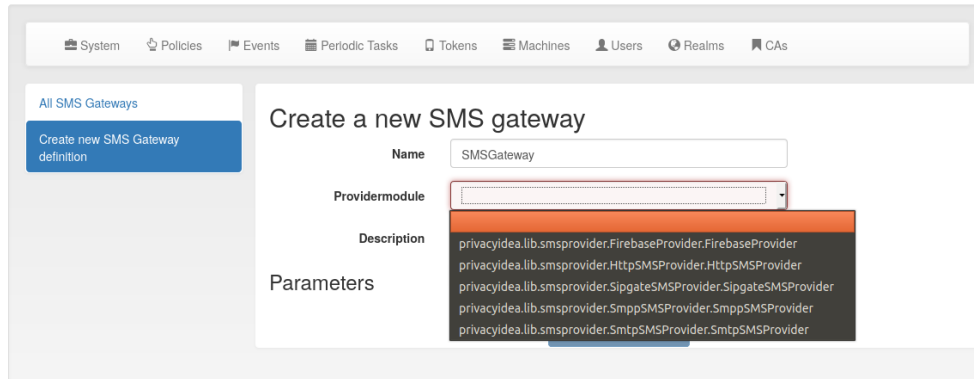 System Policies Events Periodic Tasks Tokens Machines Users Realms CAs
All SMS Gateways
Create new SMS Gateway
definition
Create a new SMS gateway
Name SMSGateway
Providermodule
Description
privacyidea.lib.smsprovider.FirebaseProvider.FirebaseProvider
privacyidea.lib.smsprovider.HttpSMSProvider.HttpSMSProvider
privacyidea.lib.smsprovider.SipgateSMSProvider.SipgateSMSProvider
privacyidea.lib.smsprovider.SmppSMSProvider.SmppSMSProvider
privacyidea.lib.smsprovider.SmtpSMSProvider.SmtpSMSProvider
Parameters